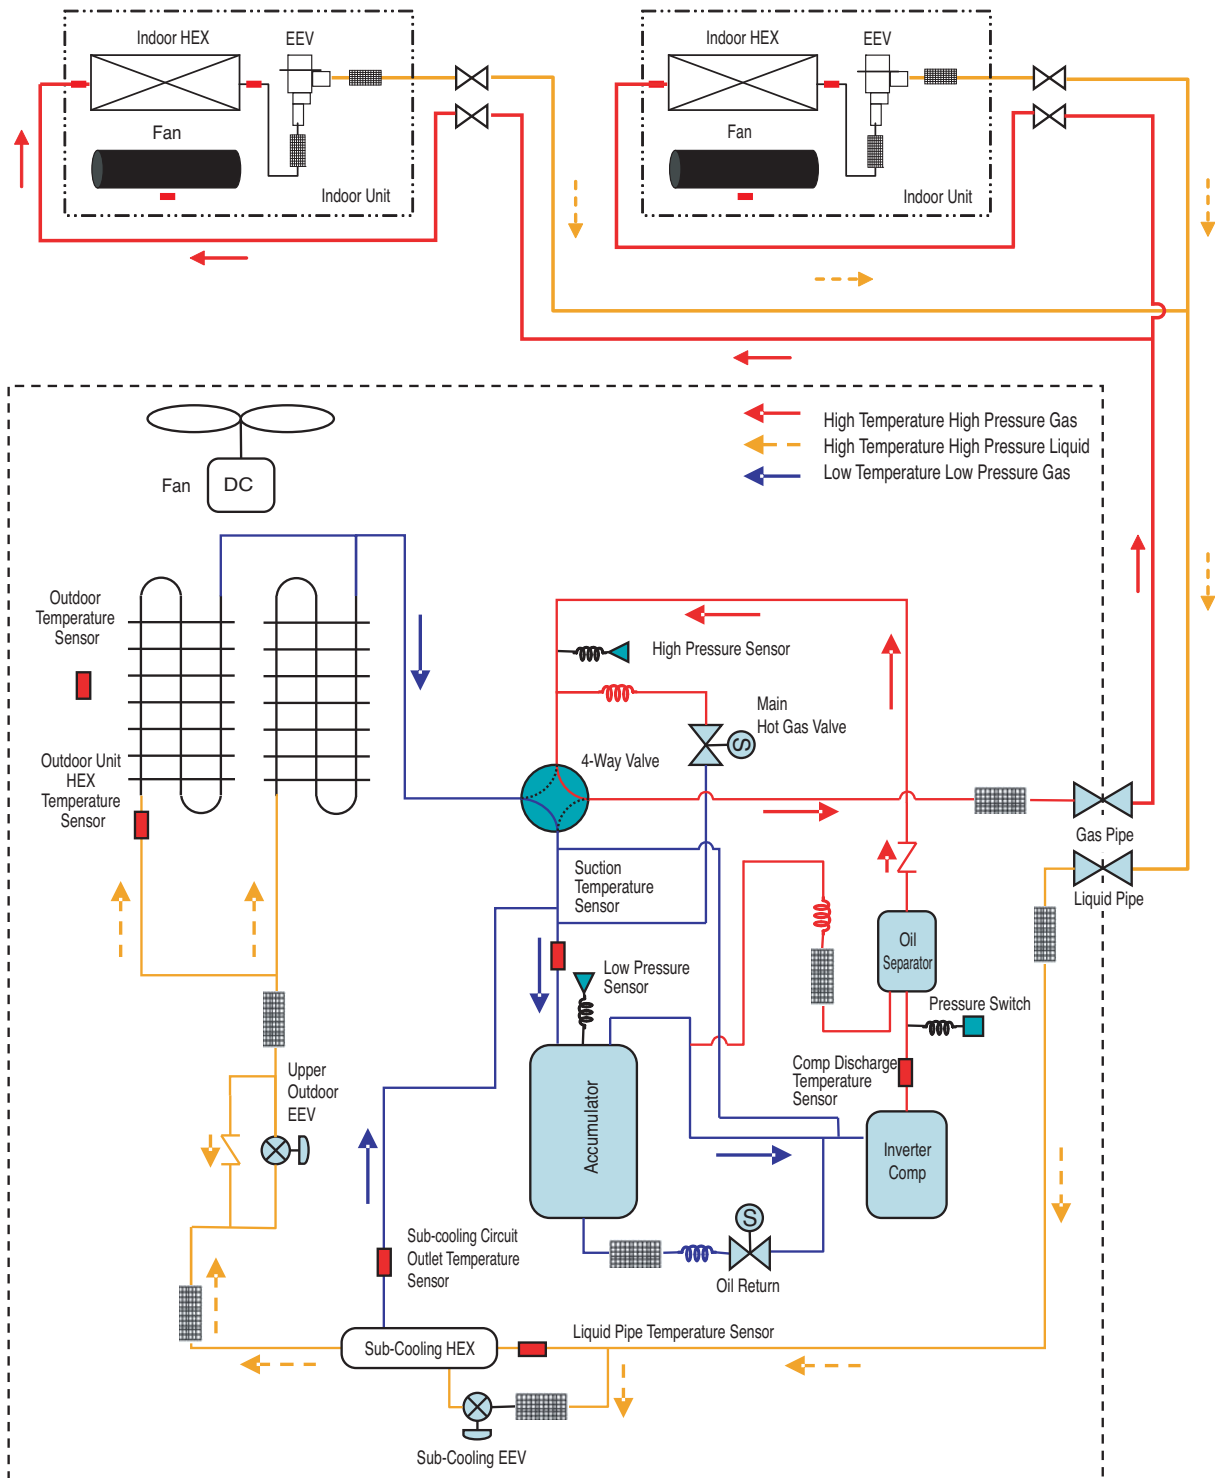 Indoor HEX
EEV
Fan
Indoor Unit
Indoor HEX
EEV
Fan
Indoor Unit
High Temperature High Pressure Gas
High Temperature High Pressure Liquid
Low Temperature Low Pressure Gas
Fan
DC
Outdoor
Temperature
Sensor
High Pressure Sensor
Main
Hot Gas Valve
S
4-Way Valve
Outdoor Unit
HEX
Temperature
Sensor
Gas Pipe
Liquid Pipe
Suction
Temperature
Sensor
Oil
Separator
Low Pressure
Sensor
Pressure Switch
Comp Discharge
Temperature
Sensor
Upper
Outdoor
EEV
Accumulator
Inverter
Comp
S
Oil Return
Sub-cooling Circuit
Outlet Temperature
Sensor
Liquid Pipe Temperature Sensor
Sub-Cooling HEX
Sub-Cooling EEV